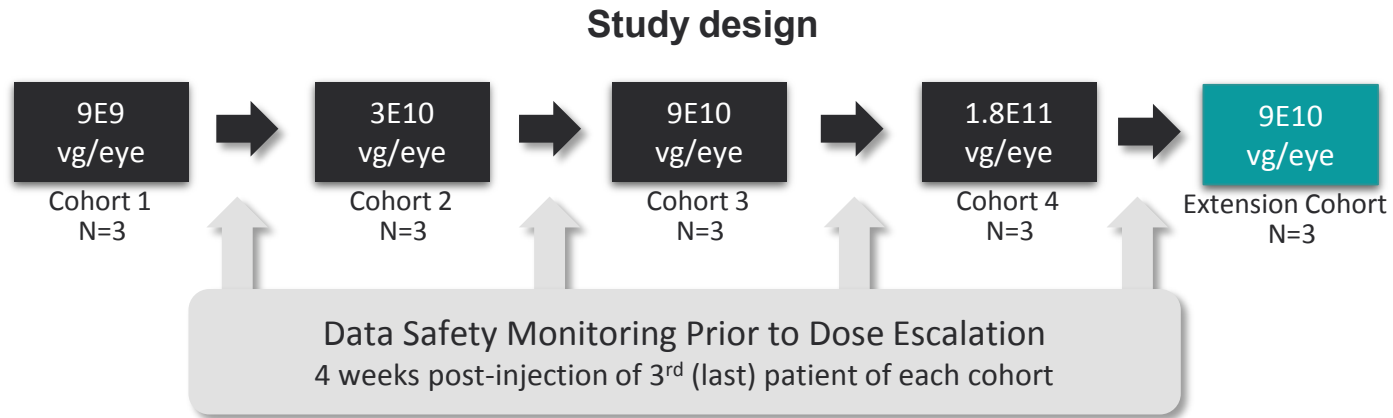 Study design
9E9
vg/eye
Cohort 1
N=3
3E10
vg/eye
Cohort 2
N=3
9E10
vg/eye
Cohort 3
N=3
1.8E11
vg/eye
Cohort 4
N=3
9E10
vg/eye
Extension Cohort
N=3
Data Safety Monitoring Prior to Dose Escalation
4 weeks post-injection of 3rd (last) patient of each cohort